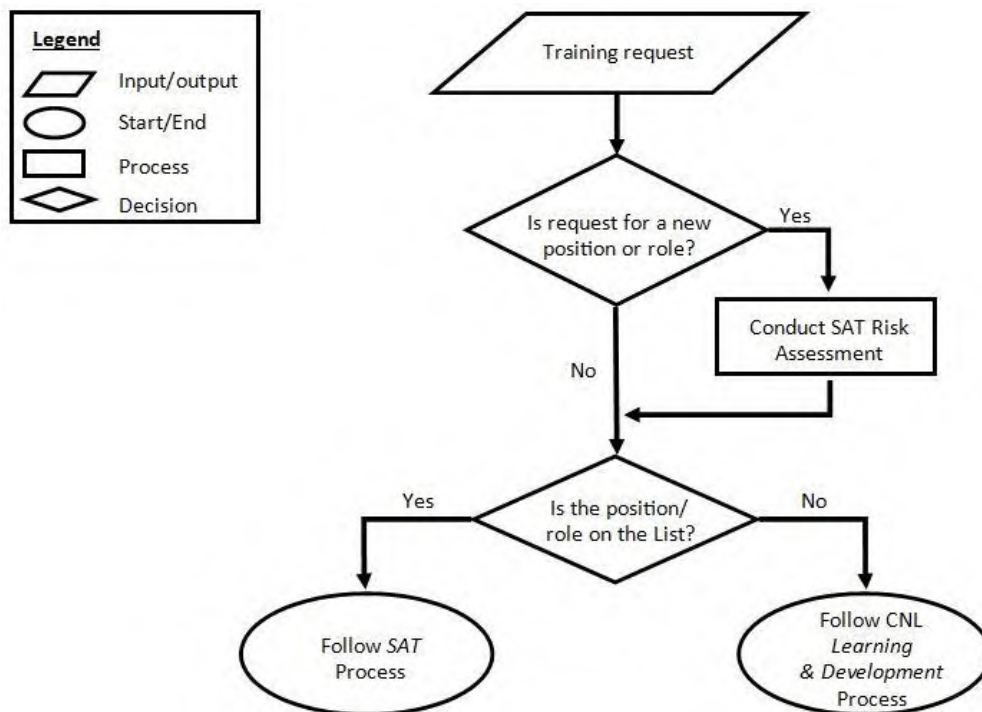 Legend
Input/output
Start/End
Process
Decision
Training request
Is request for a new
position or role?
Yes
Conduct SAT Risk
Assessment
No
Is the position/
role on the List?
Yes
No
Follow SAT
Process
Follow CNL
Learning
& Development
Process